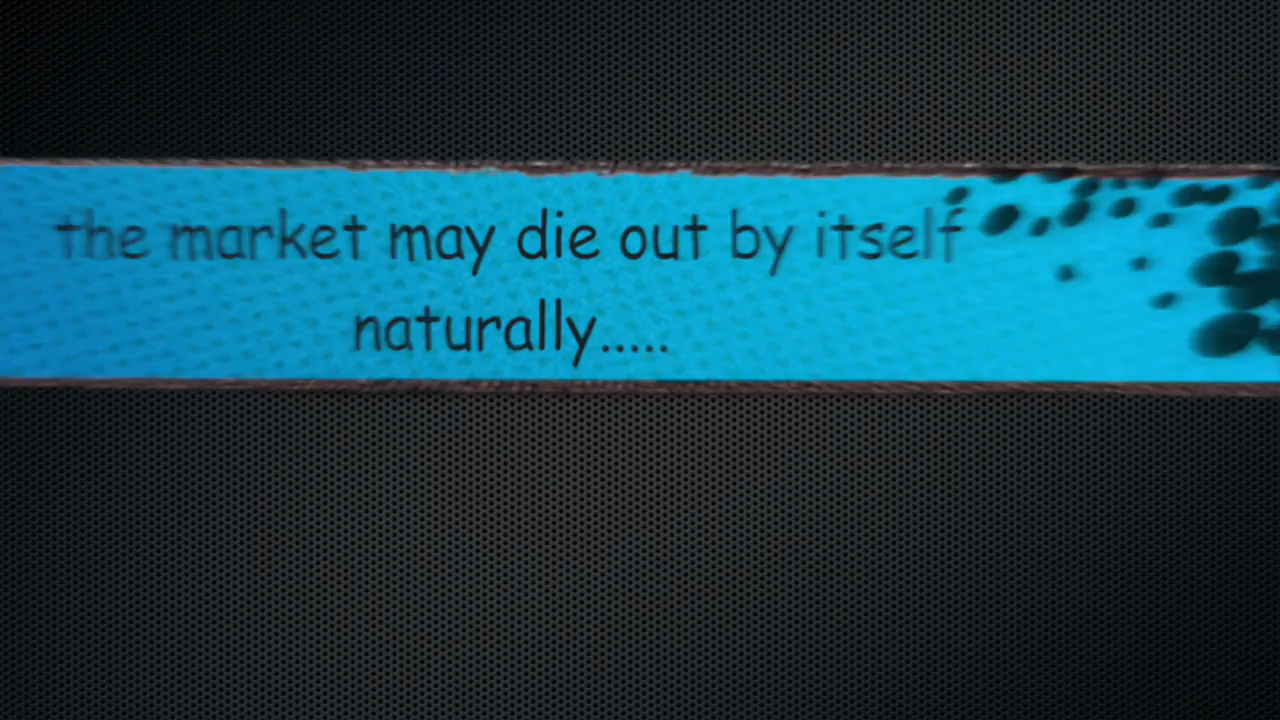 the market may die out by itself
naturally.....